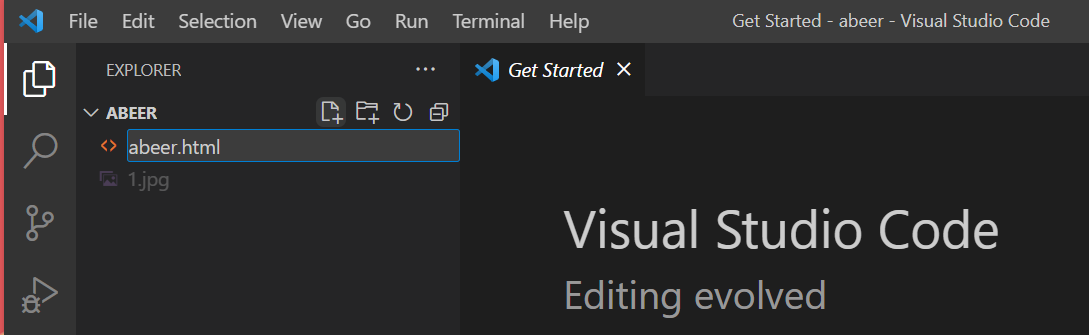 File Edit Selection View Go Run Terminal Help Get Started - abeer - Visual Studio Code
EXPLORER ··· Get Started ×
ABEER
abeer.html
1.jpg
Visual Studio Code
Editing evolved